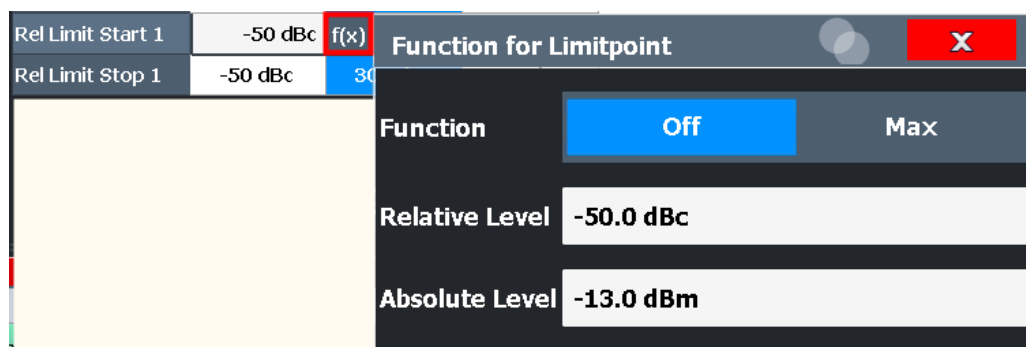 Rel Limit Start 1 -50 dBc f(x)
Rel Limit Stop 1 -50 dBc 30
Function for Limitpoint X
Function Off Max
Relative Level -50.0 dBc
Absolute Level -13.0 dBm